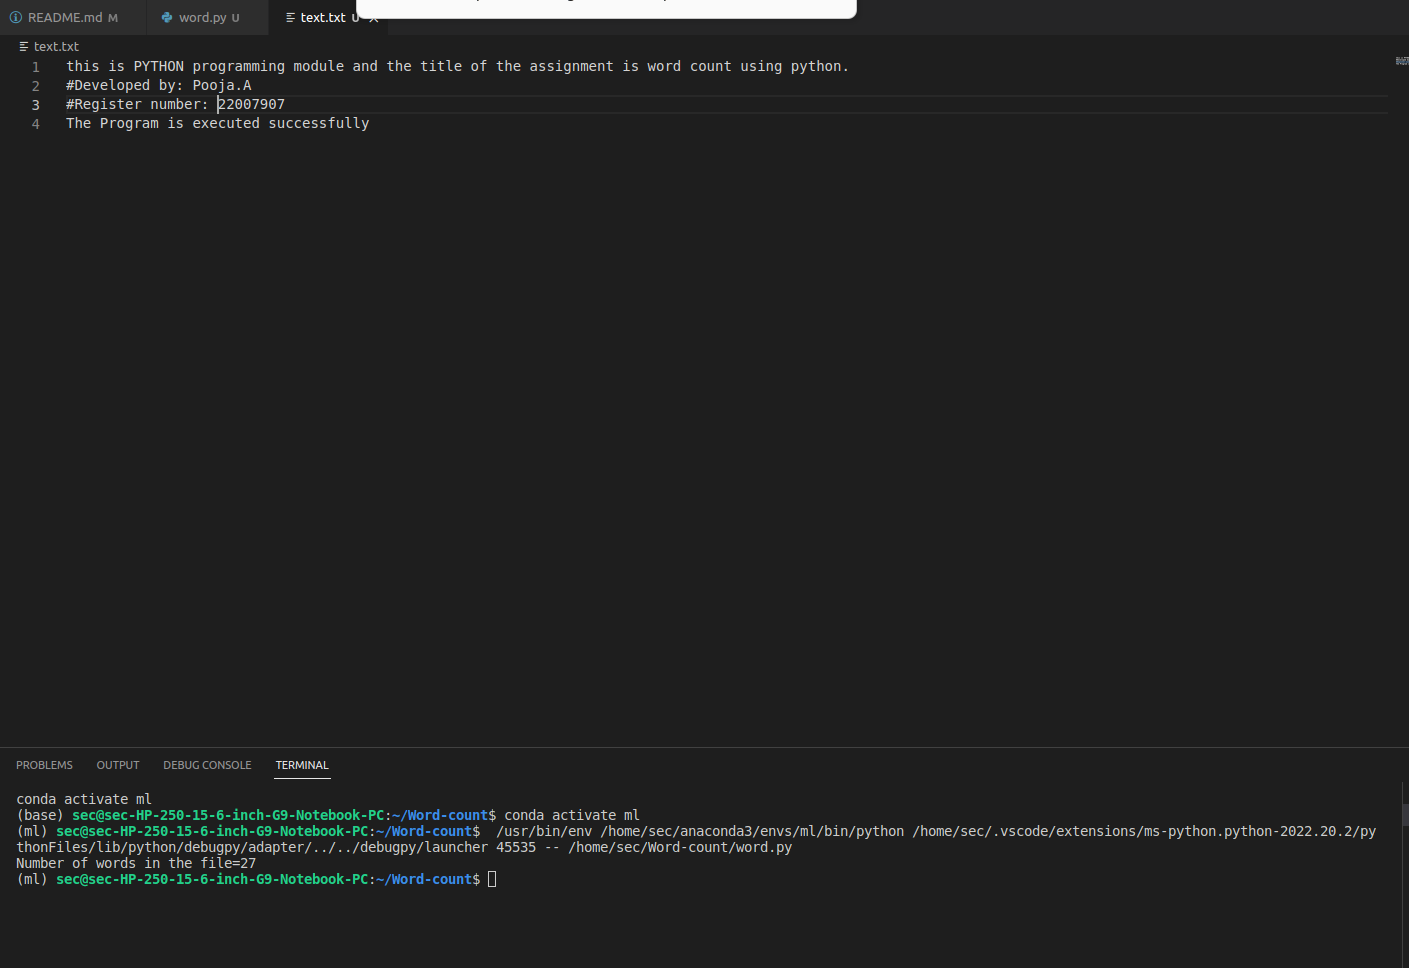 README.md M word.py U text.txt U
text.txt
1 this is PYTHON programming module and the title of the assignment is word count using python.
2 #Developed by: Pooja.A
3 #Register number: 22007907
4 The Program is executed successfully
PROBLEMS OUTPUT DEBUG CONSOLE TERMINAL
conda activate ml
(base) sec@sec-HP-250-15-6-inch-G9-Notebook-PC:~/Word-count$ conda activate ml
(ml) sec@sec-HP-250-15-6-inch-G9-Notebook-PC:~/Word-count$  /usr/bin/env /home/sec/anaconda3/envs/ml/bin/python /home/sec/.vscode/extensions/ms-python.python-2022.20.2/py
thonFiles/lib/python/debugpy/adapter/../../debugpy/launcher 45535 -- /home/sec/Word-count/word.py
Number of words in the file=27
(ml) sec@sec-HP-250-15-6-inch-G9-Notebook-PC:~/Word-count$